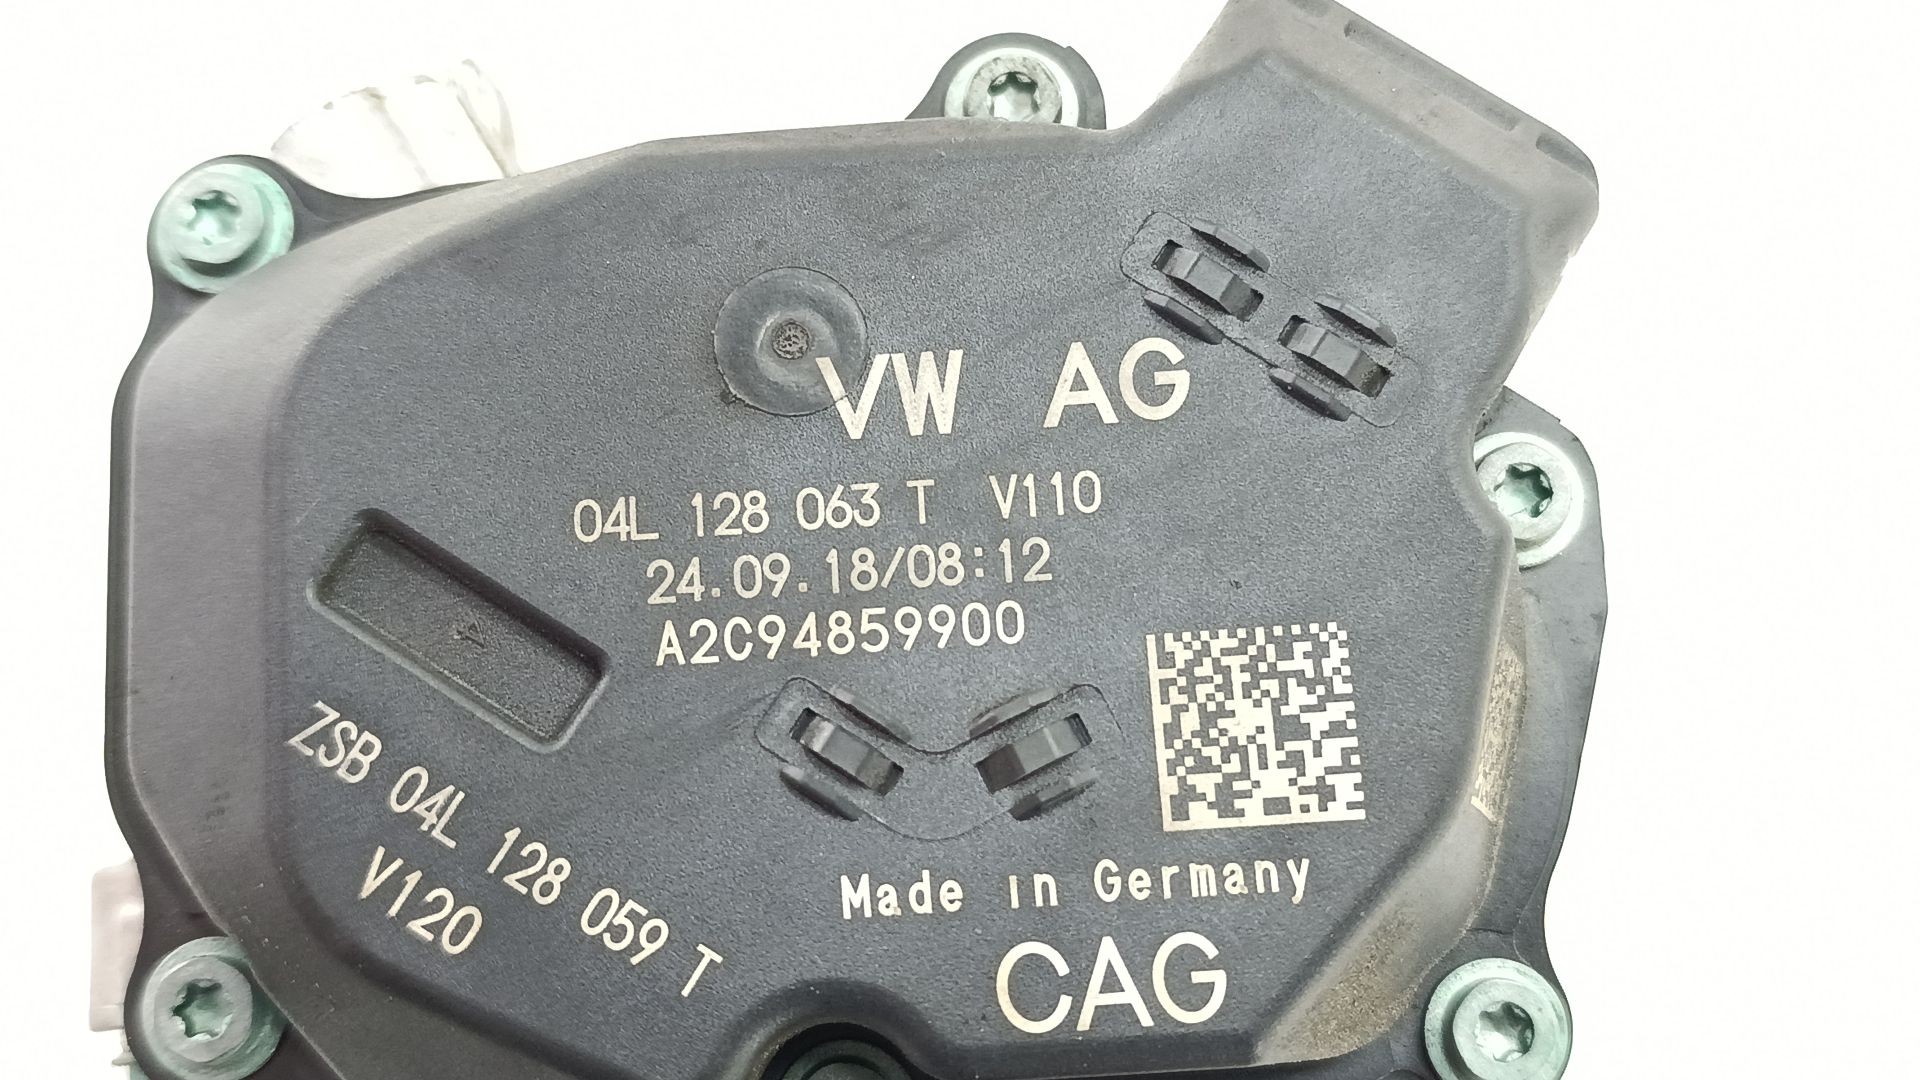 VW AG
04L 128 063 T V110
24.09.18/08:12
A2C94859900
ZSB 04L 128 059 T
V120
Made in Germany
CAG